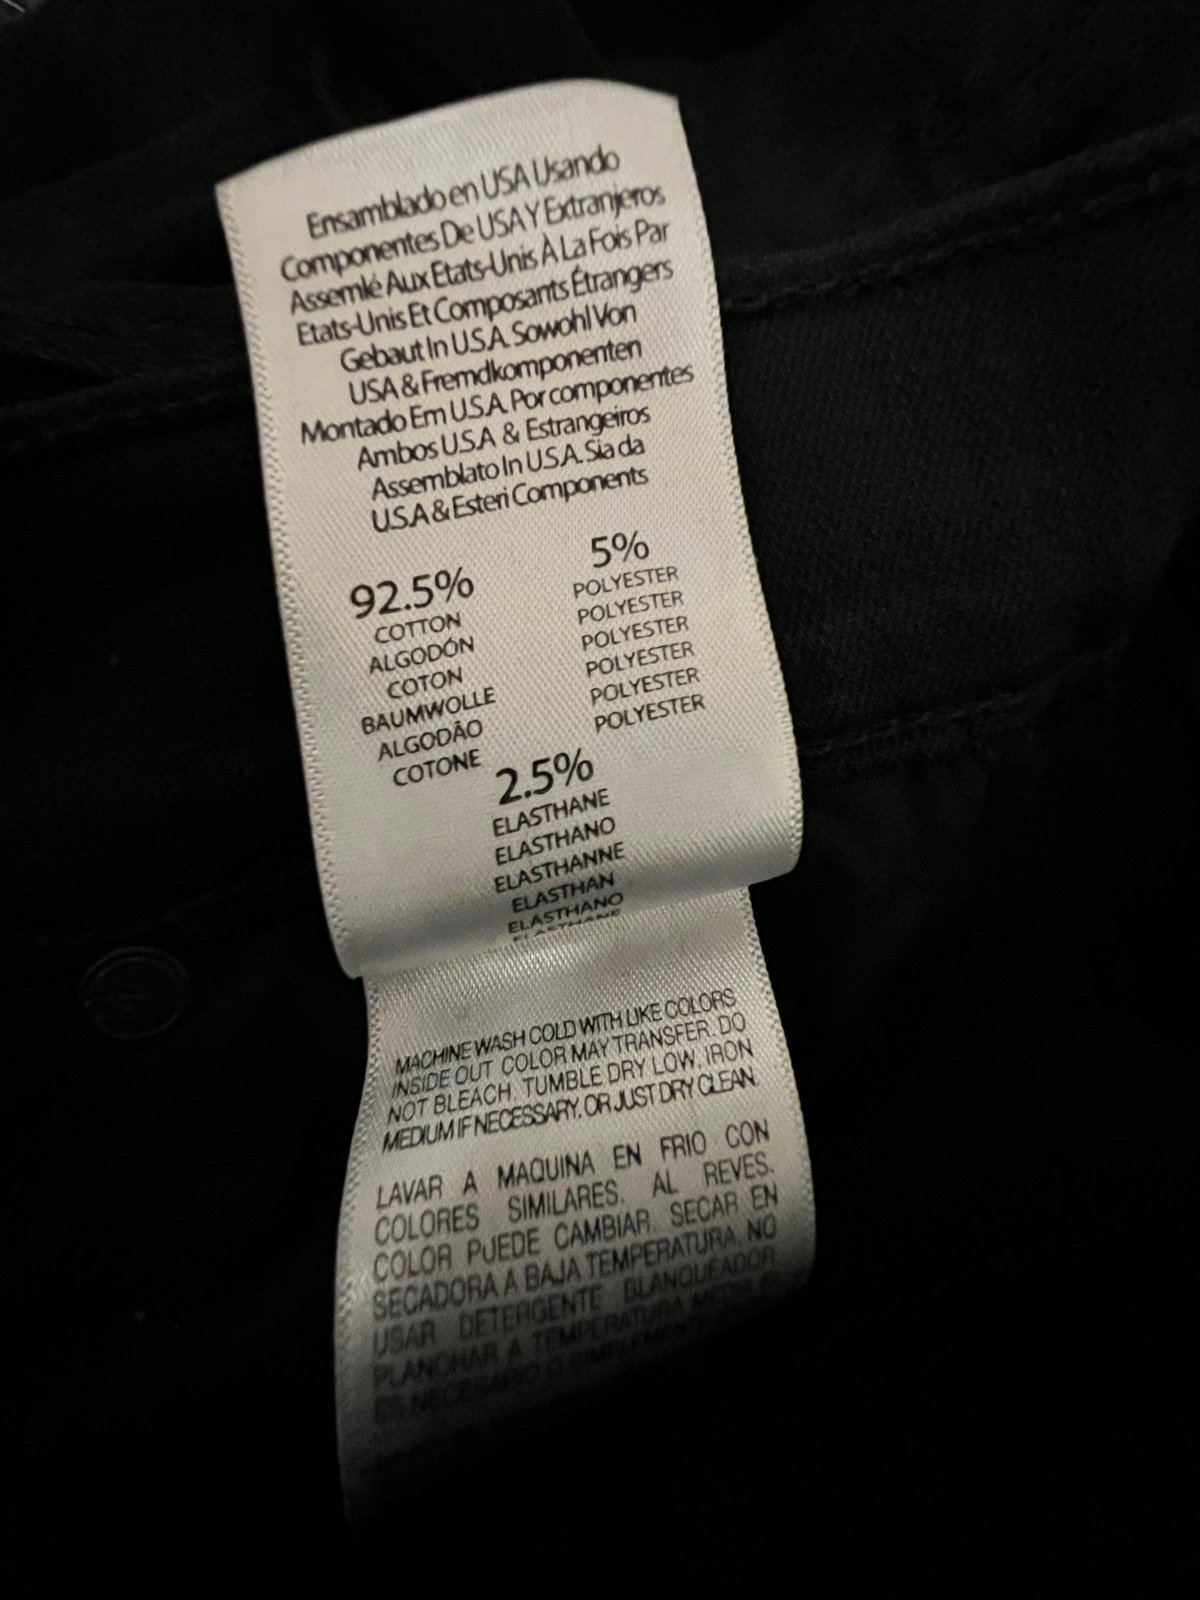 Ensamblado en USA Usando
Componentes De USA Y Extranjeros
Assemlé Aux Etats-Unis À La Fois Par
Etats-Unis Et Composants Étrangers
Gebaut In U.S.A. Sowohl Von
USA & Fremdkomponenten
Montado Em U.S.A. Por componentes
Ambos U.S.A & Estrangeiros
Assemblato In U.S.A. Sia da
U.S.A & Esteri Components
92.5%
COTTON
ALGODÓN
COTON
BAUMWOLLE
ALGODÃO
COTONE
5%
POLYESTER
POLYESTER
POLYESTER
POLYESTER
POLYESTER
POLYESTER
2.5%
ELASTHANE
ELASTHANO
ELASTHANNE
ELASTHAN
ELASTHANO
MACHINE WASH COLD WITH LIKE COLORS
INSIDE OUT. COLOR MAY TRANSFER. DO
NOT BLEACH. TUMBLE DRY LOW. IRON
MEDIUM IF NECESSARY. OR JUST DRY CLEAN.
LAVAR A MAQUINA EN FRIO CON
COLORES SIMILARES. AL REVES.
COLOR PUEDE CAMBIAR. SECAR EN
SECADORA A BAJA TEMPERATURA. NO
USAR DETERGENTE BLANQUEADOR
PLANCHAR A TEMPERATURA MEDIA
ES NECESARIO O